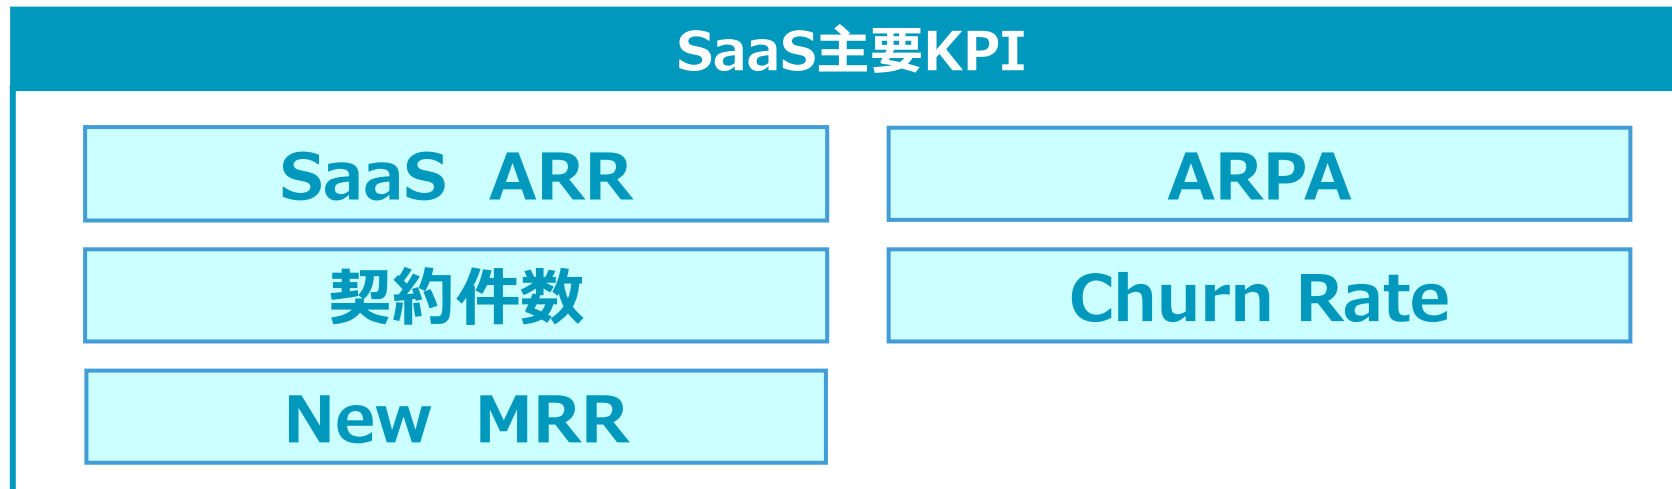 SaaS主要KPI
SaaS ARR
ARPA
契約件数
Churn Rate
New MRR